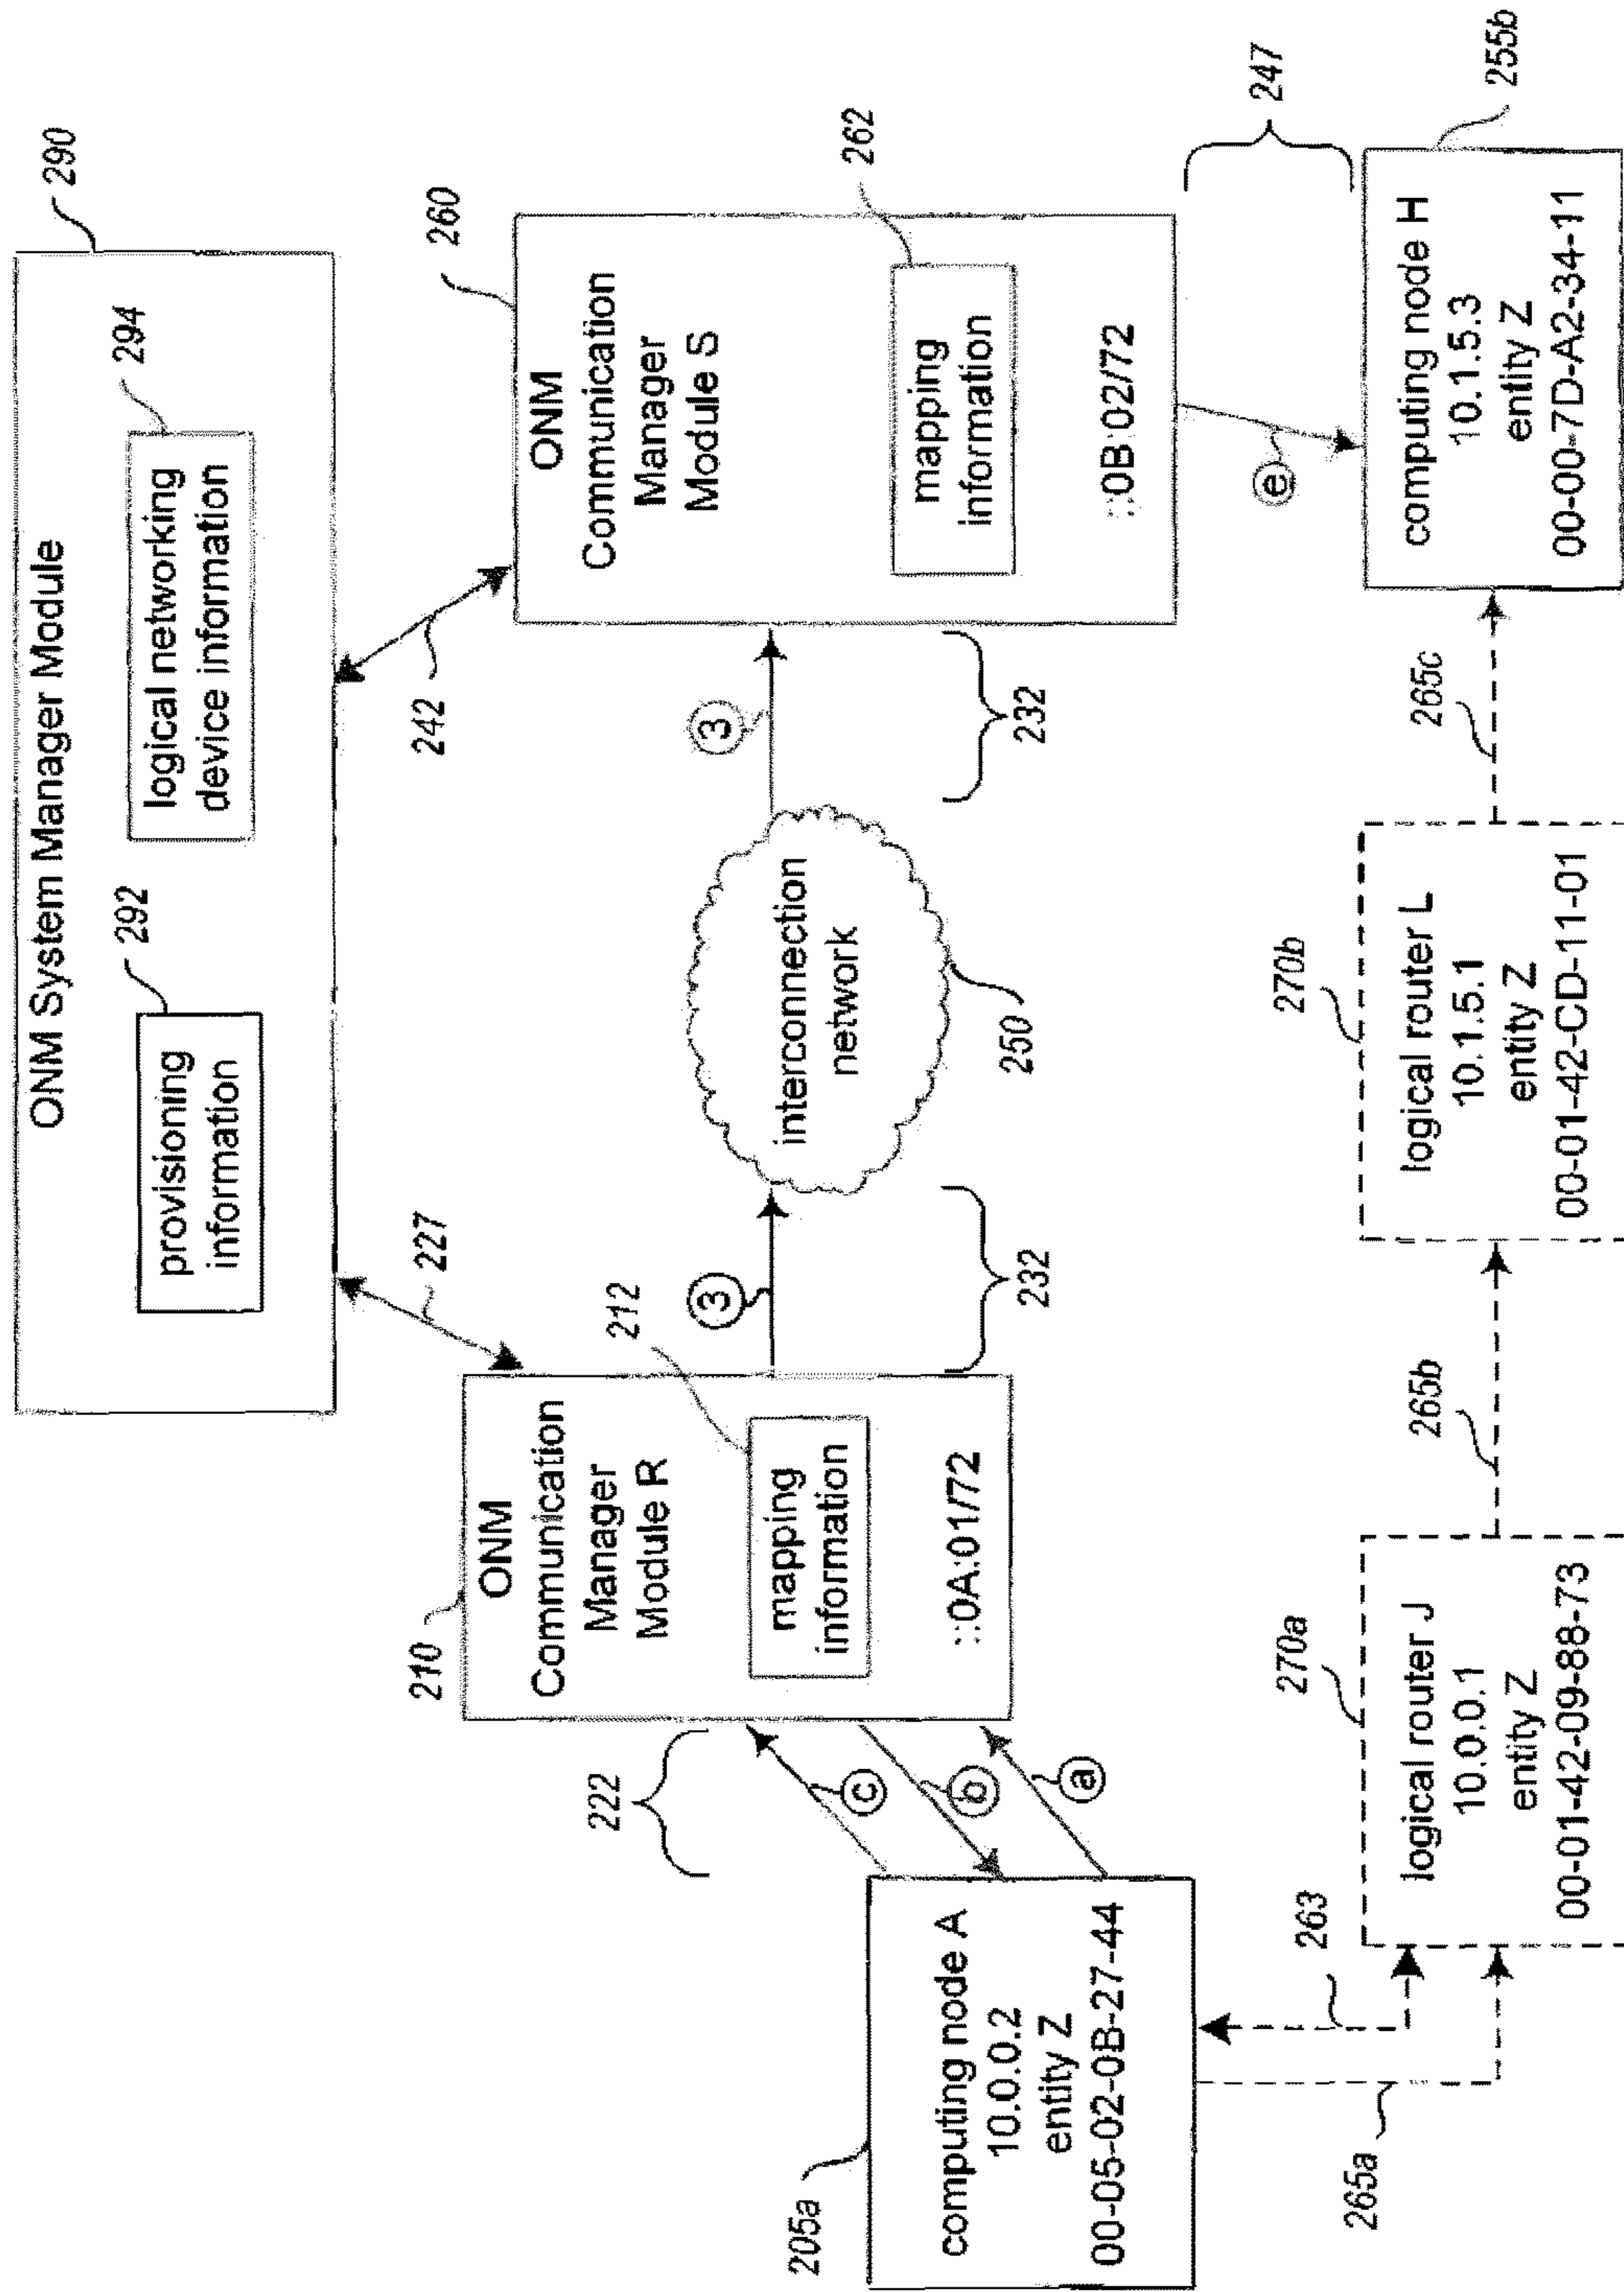 290
ONM System Manager Module
292
294
provisioning
information
logical networking
device information
227
242
210
ONM
Communication
Manager
Module R
212
mapping
information
::0A:01/72
260
ONM
Communication
Manager
Module S
262
mapping
information
::0B:02/72
222
c
b
a
3
232
interconnection
network
250
3
232
e
247
205a
computing node A
10.0.0.2
entity Z
00-05-02-0B-27-44
263
265a
270a
logical router J
10.0.0.1
entity Z
00-01-42-09-88-73
265b
270b
logical router L
10.1.5.1
entity Z
00-01-42-CD-11-01
265c
255b
computing node H
10.1.5.3
entity Z
00-00-7D-A2-34-11